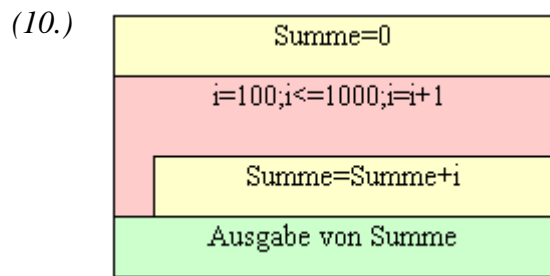 (10.)
Summe=0
i=100;i<=1000;i=i+1
Summe=Summe+i
Ausgabe von Summe